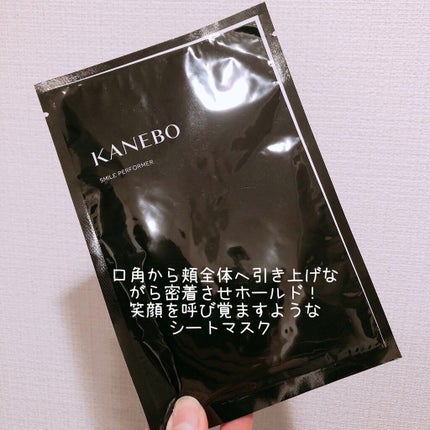 KANEBO
SMILE PERFORMER
口角から頬全体へ引き上げな
がら密着させホールド！
笑顔を呼び覚ますような
シートマスク